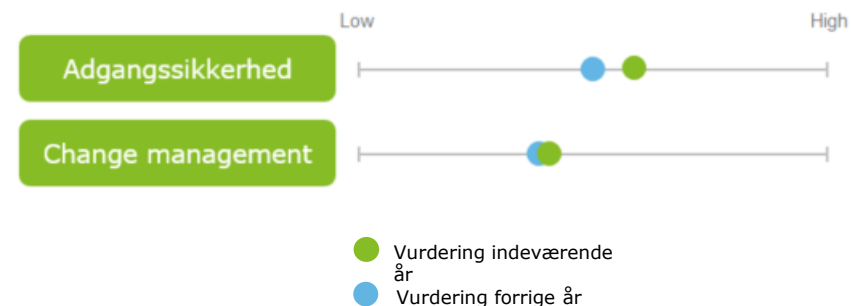 Low High
Adgangssikkerhed
Change management
Vurdering indeværende
år
Vurdering forrige år